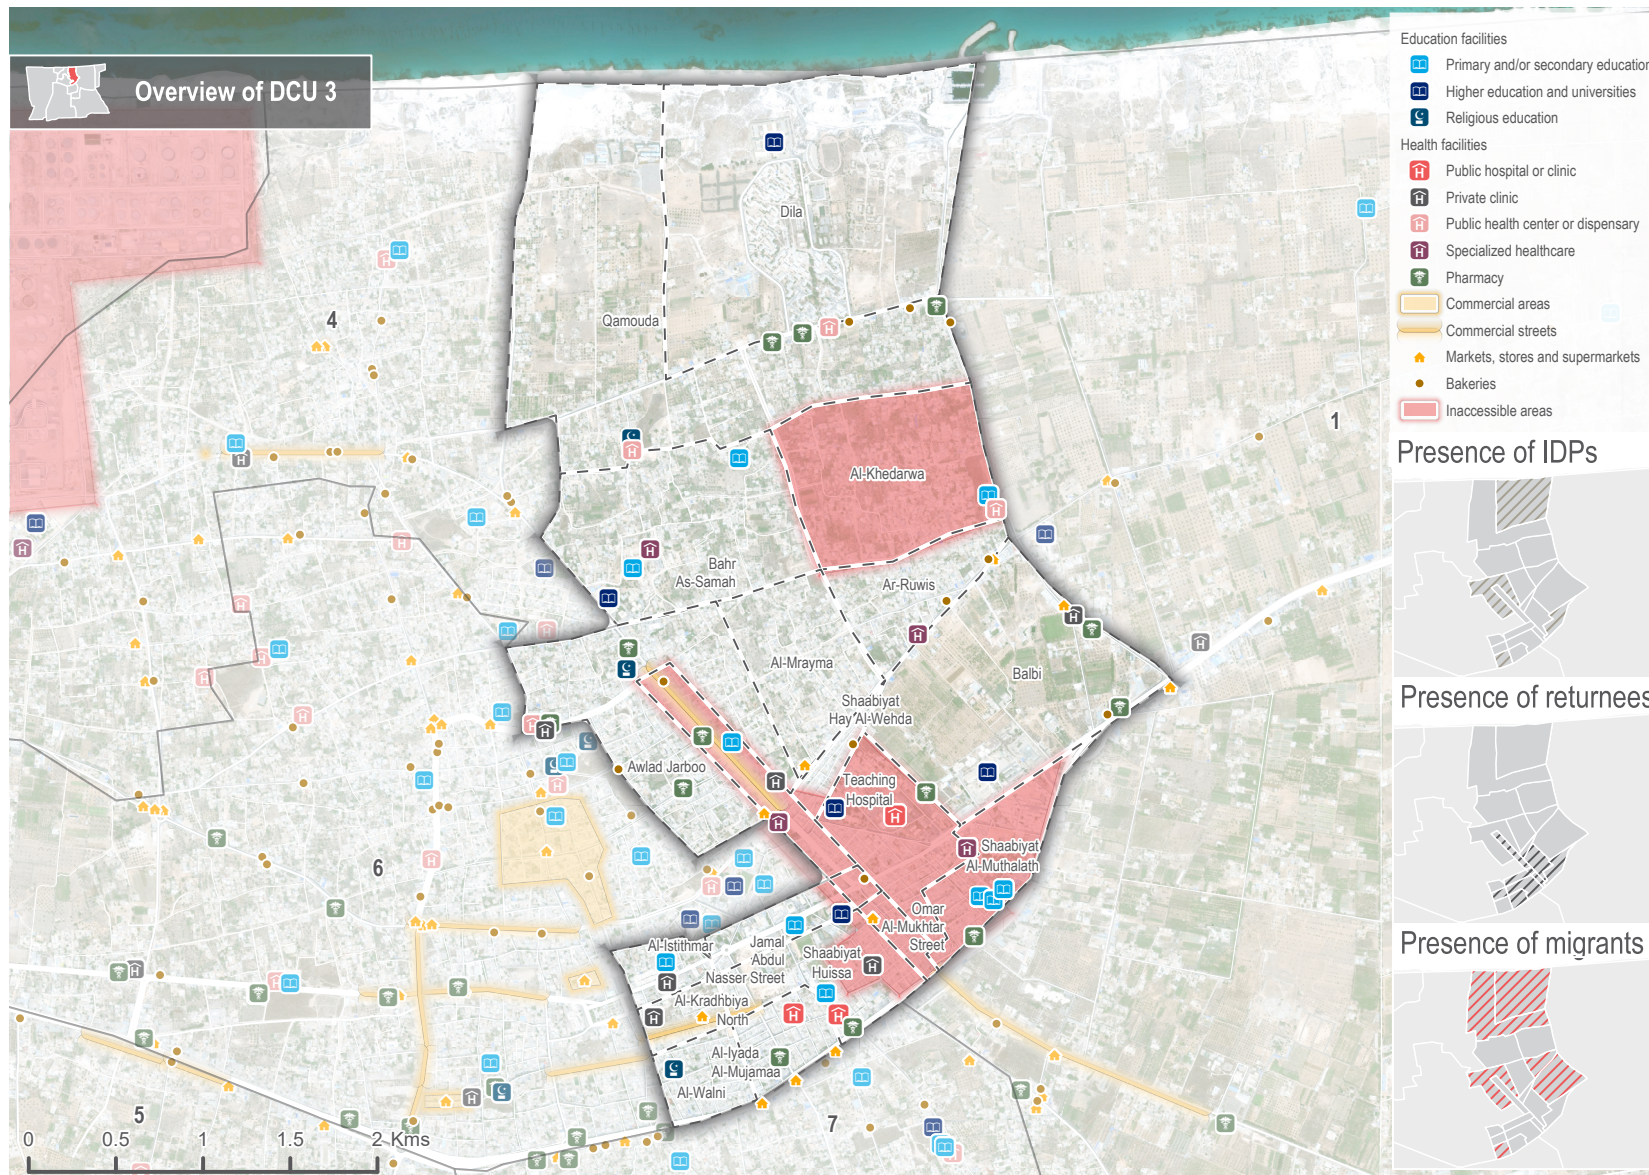 Overview of DCU 3
Education facilities
Primary and/or secondary education
Higher education and universities
Religious education
Health facilities
Public hospital or clinic
Private clinic
Public health center or dispensary
Specialized healthcare
Pharmacy
Commercial areas
Commercial streets
Markets, stores and supermarkets
Bakeries
Inaccessible areas
Presence of IDPs
Presence of returnees
Presence of migrants
Dila
Qamouda
4
1
Al-Khedarwa
Bahr
As-Samah
Ar-Ruwis
Al-Mrayma
Balbi
Shaabiyat
Hay Al-Wehda
Awlad Jarboo
Teaching
Hospital
Shaabiyat
Al-Muthalath
6
Omar
Al-Mukhtar
Street
Al-Istithmar
Jamal
Abdul
Nasser Street
Shaabiyat
Huissa
Al-Kradhbiya
North
Al-Iyada
Al-Mujamaa
Al-Walni
5
7
0 0.5 1 1.5 2 Kms